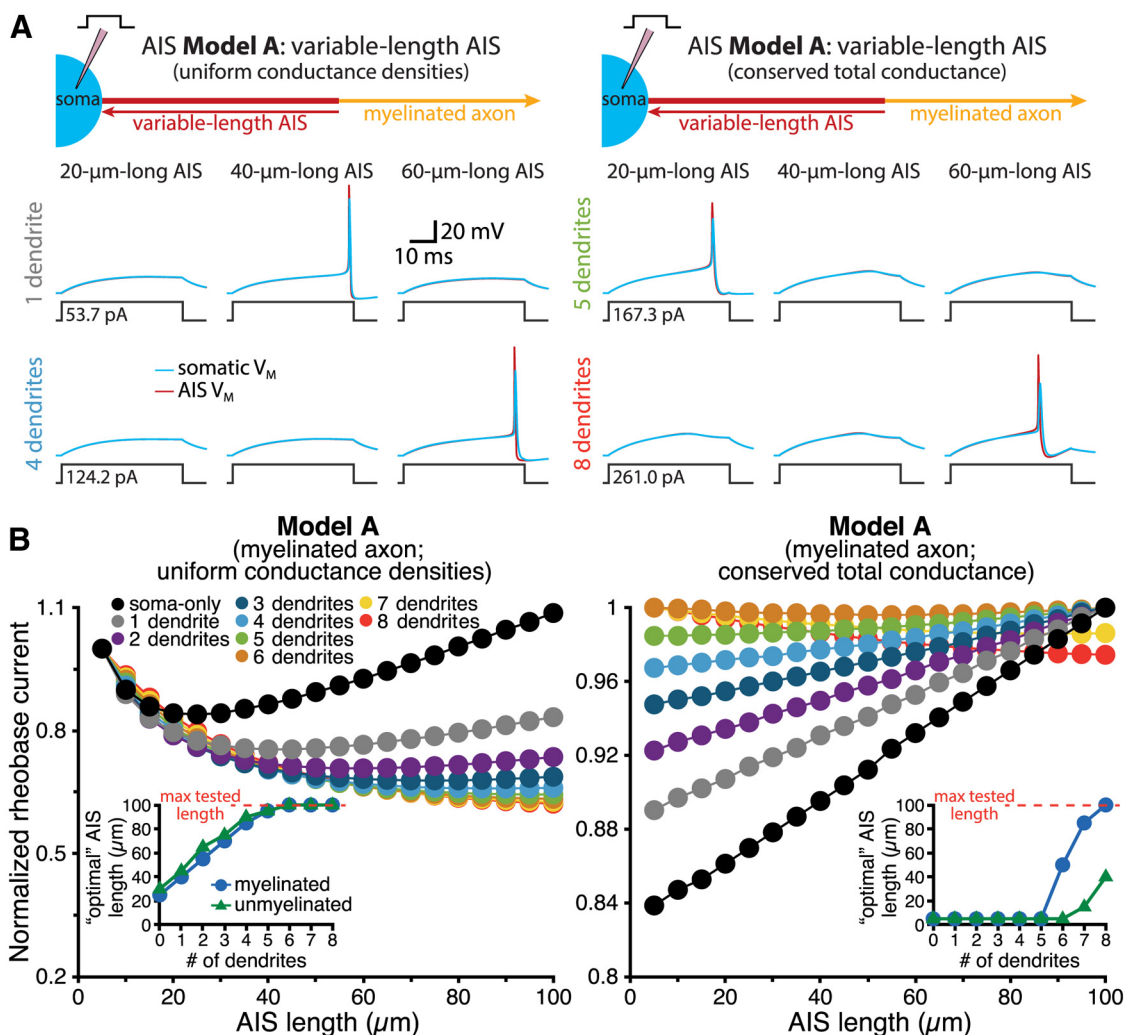 A
AIS Model A: variable-length AIS
(uniform conductance densities)
soma
variable-length AIS
myelinated axon
20-µm-long AIS 40-µm-long AIS 60-µm-long AIS
1 dendrite
20 mV
10 ms
53.7 pA
4 dendrites
somatic VM
AIS VM
124.2 pA
AIS Model A: variable-length AIS
(conserved total conductance)
soma
variable-length AIS
myelinated axon
20-µm-long AIS 40-µm-long AIS 60-µm-long AIS
5 dendrites
167.3 pA
8 dendrites
261.0 pA
B
Model A
(myelinated axon;
uniform conductance densities)
Normalized rheobase current
1.1
0.8
0.5
0.2
soma-only
1 dendrite
2 dendrites
3 dendrites
4 dendrites
5 dendrites
6 dendrites
7 dendrites
8 dendrites
"optimal" AIS
length (µm)
100
80
60
40
20
0
max tested
length
myelinated
unmyelinated
0 1 2 3 4 5 6 7 8
# of dendrites
0 20 40 60 80 100
AIS length (µm)
Model A
(myelinated axon;
conserved total conductance)
1
0.96
0.92
0.88
0.84
0.8
"optimal" AIS
length (µm)
100
80
60
40
20
0
max tested
length
0 1 2 3 4 5 6 7 8
# of dendrites
0 20 40 60 80 100
AIS length (µm)